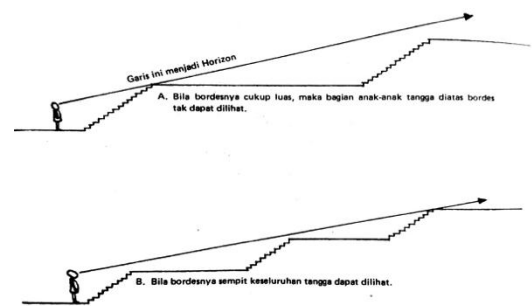 Garis ini menjadi Horizon
A. Bila bordesnya cukup luas, maka bagian anak-anak tangga diatas bordes
tak dapat dilihat.
B. Bila bordesnya sempit keseluruhan tangga dapat dilihat.